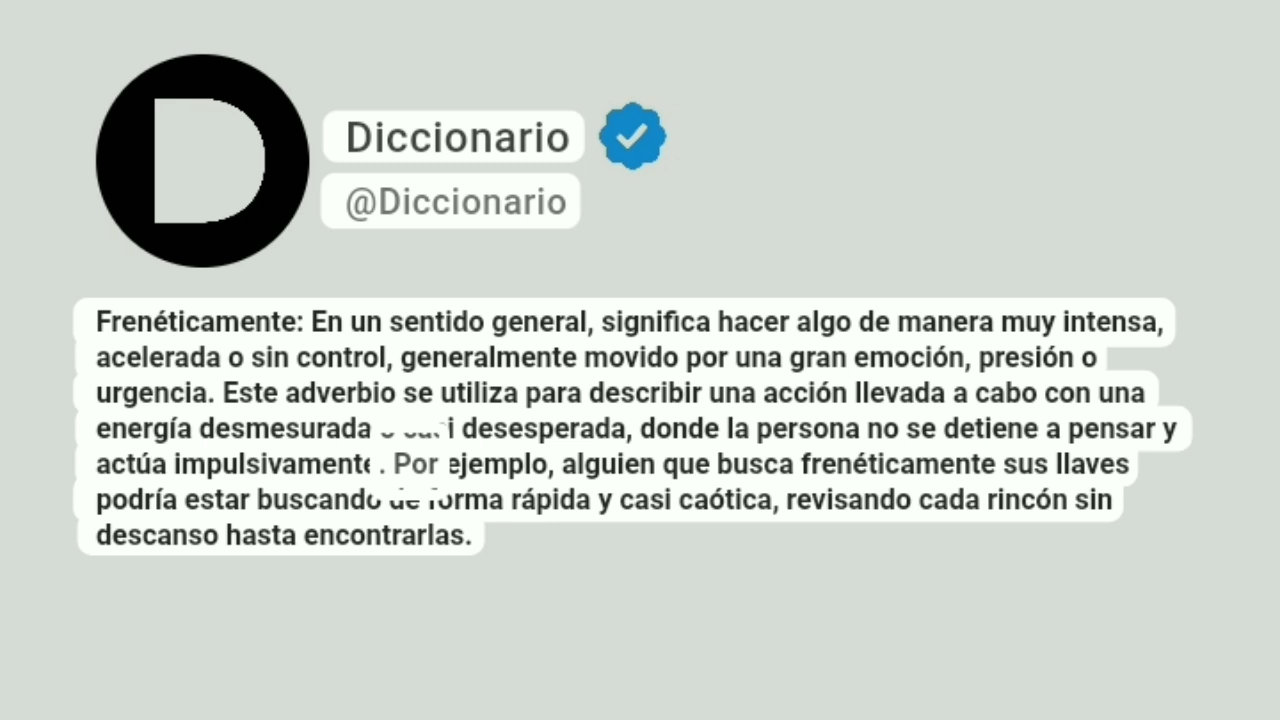 D
Diccionario
@Diccionario
Frenéticamente: En un sentido general, significa hacer algo de manera muy intensa,
acelerada o sin control, generalmente movido por una gran emoción, presión o
urgencia. Este adverbio se utiliza para describir una acción llevada a cabo con una
energía desmesurada o casi desesperada, donde la persona no se detiene a pensar y
actúa impulsivamente. Por ejemplo, alguien que busca frenéticamente sus llaves
podría estar buscando de forma rápida y casi caótica, revisando cada rincón sin
descanso hasta encontrarlas.